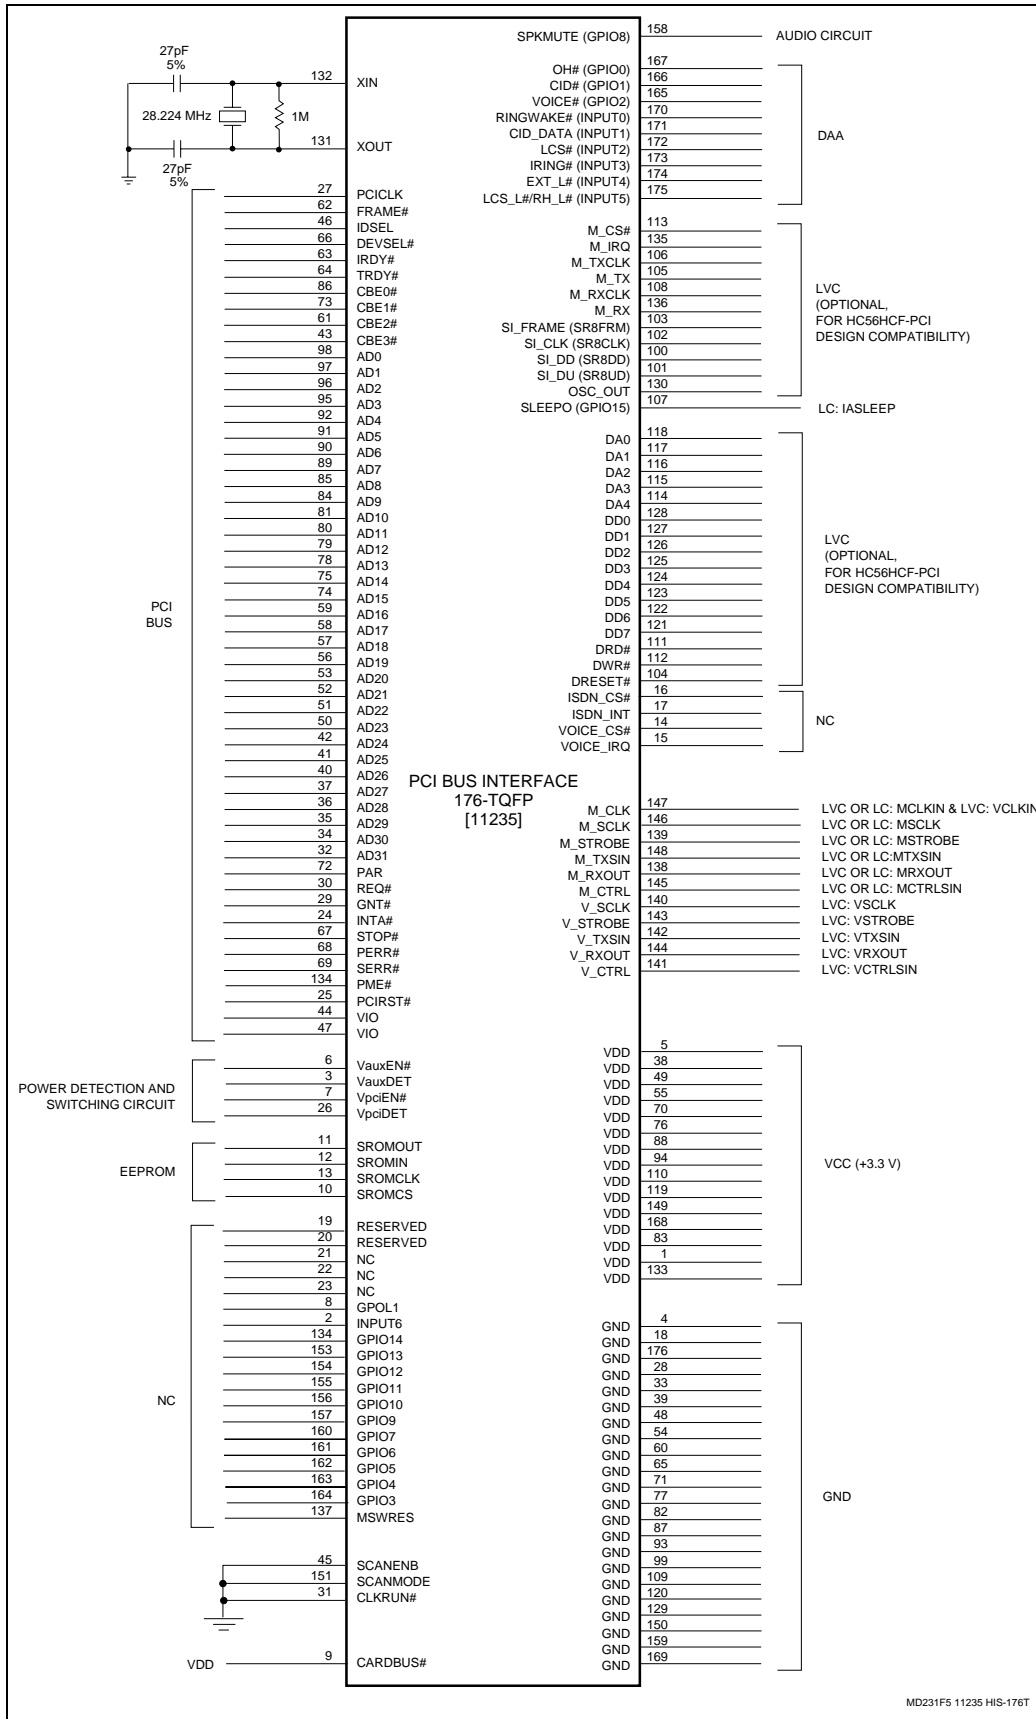 27pF
5%
28.224 MHz
1M
27pF
5%
132 XIN
131 XOUT
PCI
BUS
27 PCICLK
62 FRAME#
46 IDSEL
66 DEVSEL#
63 IRDY#
64 TRDY#
86 CBE0#
73 CBE1#
61 CBE2#
43 CBE3#
98 AD0
97 AD1
96 AD2
95 AD3
92 AD4
91 AD5
90 AD6
89 AD7
85 AD8
84 AD9
81 AD10
80 AD11
79 AD12
78 AD13
75 AD14
74 AD15
59 AD16
58 AD17
57 AD18
56 AD19
53 AD20
52 AD21
51 AD22
50 AD23
42 AD24
41 AD25
40 AD26
37 AD27
36 AD28
35 AD29
34 AD30
32 AD31
72 PAR
30 REQ#
29 GNT#
24 INTA#
67 STOP#
68 PERR#
69 SERR#
134 PME#
25 PCIRST#
44 VIO
47 VIO
POWER DETECTION AND
SWITCHING CIRCUIT
6 VauxEN#
3 VauxDET
7 VpciEN#
26 VpciDET
EEPROM
11 SROMOUT
12 SROMIN
13 SROMCLK
10 SROMCS
NC
19 RESERVED
20 RESERVED
21 NC
22 NC
23 NC
8 GPOL1
2 INPUT6
134 GPIO14
153 GPIO13
154 GPIO12
155 GPIO11
156 GPIO10
157 GPIO9
160 GPIO7
161 GPIO6
162 GPIO5
163 GPIO4
164 GPIO3
137 MSWRES
45 SCANENB
151 SCANMODE
31 CLKRUN#
VDD 9 CARDBUS#
PCI BUS INTERFACE
176-TQFP
[11235]
SPKMUTE (GPIO8) 158 AUDIO CIRCUIT
OH# (GPIO0) 167
CID# (GPIO1) 166
VOICE# (GPIO2) 165
RINGWAKE# (INPUT0) 170
CID_DATA (INPUT1) 171
LCS# (INPUT2) 172
IRING# (INPUT3) 173
EXT_L# (INPUT4) 174
LCS_L#/RH_L# (INPUT5) 175
DAA
M_CS# 113
M_IRQ 135
M_TXCLK 106
M_TX 105
M_RXCLK 108
M_RX 136
SI_FRAME (SR8FRM) 103
SI_CLK (SR8CLK) 102
SI_DD (SR8DD) 100
SI_DU (SR8UD) 101
OSC_OUT 130
LVC
(OPTIONAL,
FOR HC56HCF-PCI
DESIGN COMPATIBILITY)
SLEEPO (GPIO15) 107 LC: IASLEEP
DA0 118
DA1 117
DA2 116
DA3 115
DA4 114
DD0 128
DD1 127
DD2 126
DD3 125
DD4 124
DD5 123
DD6 122
DD7 121
DRD# 111
DWR# 112
DRESET# 104
LVC
(OPTIONAL,
FOR HC56HCF-PCI
DESIGN COMPATIBILITY)
ISDN_CS# 16
ISDN_INT 17
VOICE_CS# 14
VOICE_IRQ 15
NC
M_CLK 147 LVC OR LC: MCLKIN & LVC: VCLKIN
M_SCLK 146 LVC OR LC: MSCLK
M_STROBE 139 LVC OR LC: MSTROBE
M_TXSIN 148 LVC OR LC:MTXSIN
M_RXOUT 138 LVC OR LC: MRXOUT
M_CTRL 145 LVC OR LC: MCTRLSIN
V_SCLK 140 LVC: VSCLK
V_STROBE 143 LVC: VSTROBE
V_TXSIN 142 LVC: VTXSIN
V_RXOUT 144 LVC: VRXOUT
V_CTRL 141 LVC: VCTRLSIN
VDD 5
VDD 38
VDD 49
VDD 55
VDD 70
VDD 76
VDD 88
VDD 94
VDD 110
VDD 119
VDD 149
VDD 168
VDD 83
VDD 1
VDD 133
VCC (+3.3 V)
GND 4
GND 18
GND 176
GND 28
GND 33
GND 39
GND 48
GND 54
GND 60
GND 65
GND 71
GND 77
GND 82
GND 87
GND 93
GND 99
GND 109
GND 120
GND 129
GND 150
GND 159
GND 169
GND
MD231F5 11235 HIS-176T